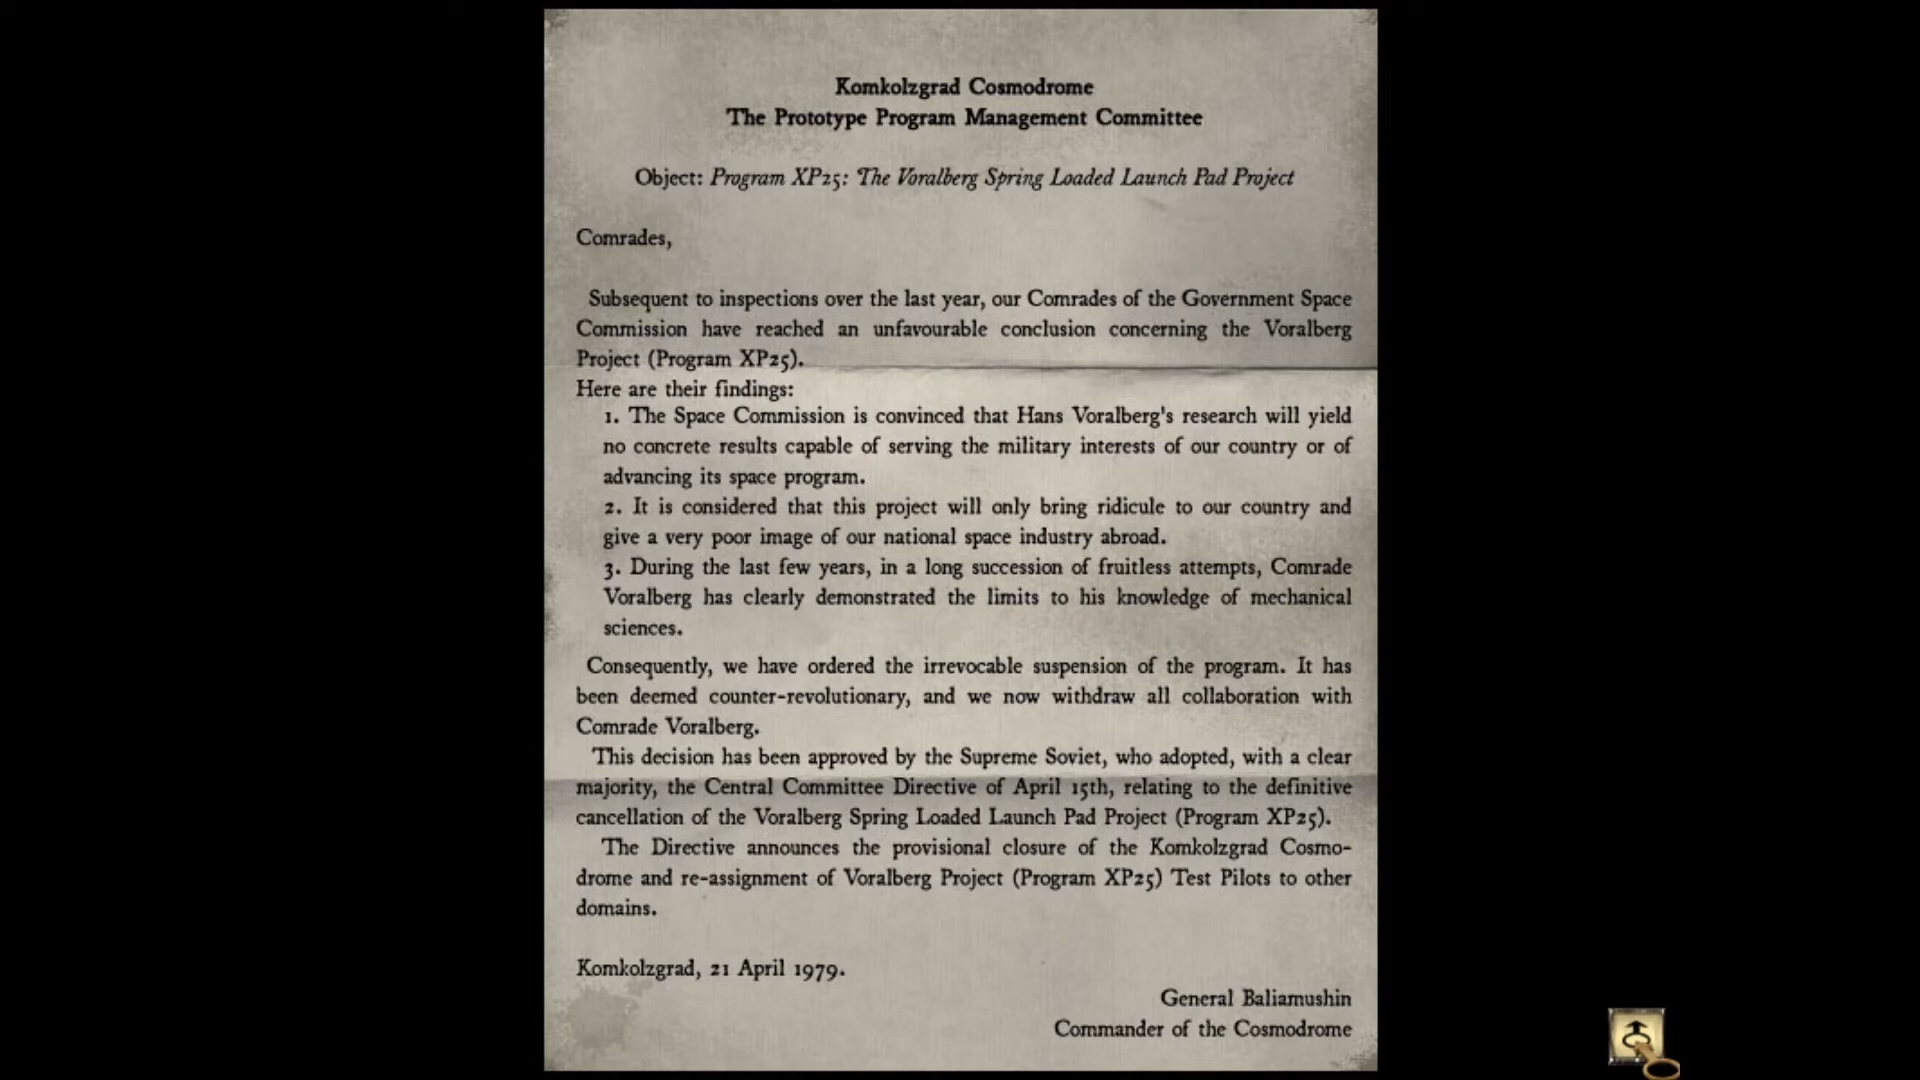 Komkolzgrad Cosmodrome
The Prototype Program Management Committee
Object: Program XP25: The Voralberg Spring Loaded Launch Pad Project
Comrades,
Subsequent to inspections over the last year, our Comrades of the Government Space
Commission have reached an unfavourable conclusion concerning the Voralberg
Project (Program XP25).
Here are their findings:
1. The Space Commission is convinced that Hans Voralberg's research will yield
no concrete results capable of serving the military interests of our country or of
advancing its space program.
2. It is considered that this project will only bring ridicule to our country and
give a very poor image of our national space industry abroad.
3. During the last few years, in a long succession of fruitless attempts, Comrade
Voralberg has clearly demonstrated the limits to his knowledge of mechanical
sciences.
Consequently, we have ordered the irrevocable suspension of the program. It has
been deemed counter-revolutionary, and we now withdraw all collaboration with
Comrade Voralberg.
This decision has been approved by the Supreme Soviet, who adopted, with a clear
majority, the Central Committee Directive of April 15th, relating to the definitive
cancellation of the Voralberg Spring Loaded Launch Pad Project (Program XP25).
The Directive announces the provisional closure of the Komkolzgrad Cosmo-
drome and re-assignment of Voralberg Project (Program XP25) Test Pilots to other
domains.
Komkolzgrad, 21 April 1979.
General Baliamushin
Commander of the Cosmodrome